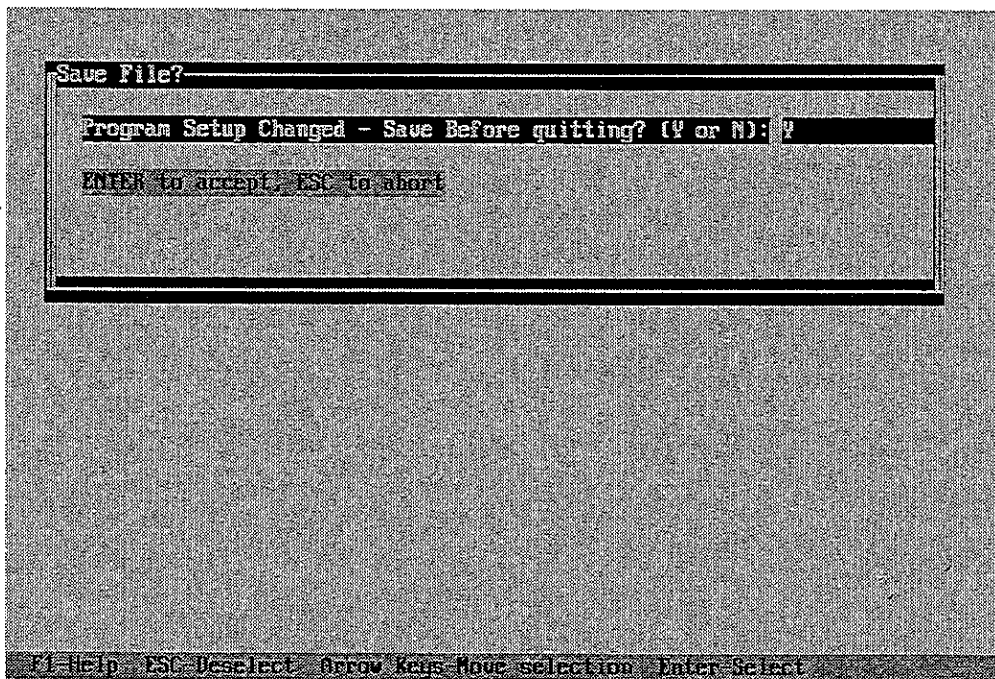 Save File?
Program Setup Changed - Save Before quitting? (Y or N): Y
ENTER to accept, ESC to abort
F1-Help ESC-Deselect Arrow Keys-Move selection Enter-Select